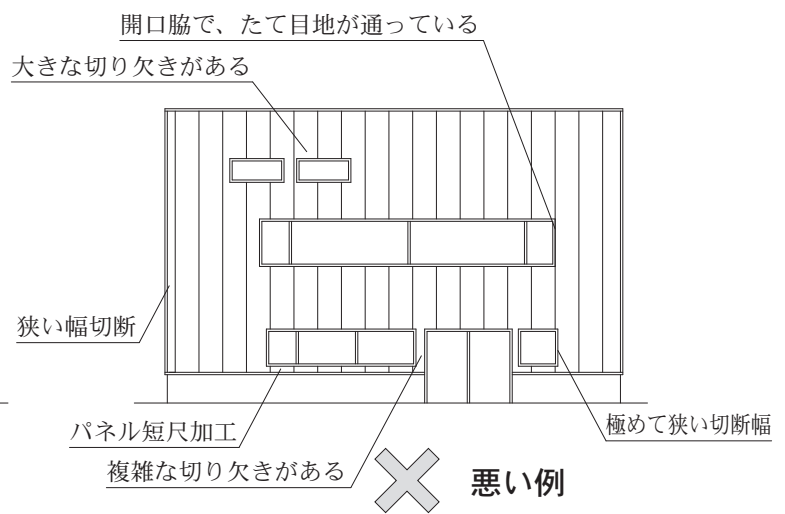 開口脇で、たて目地が通っている
大きな切り欠きがある
狭い幅切断
パネル短尺加工
極めて狭い切断幅
複雑な切り欠きがある
悪い例